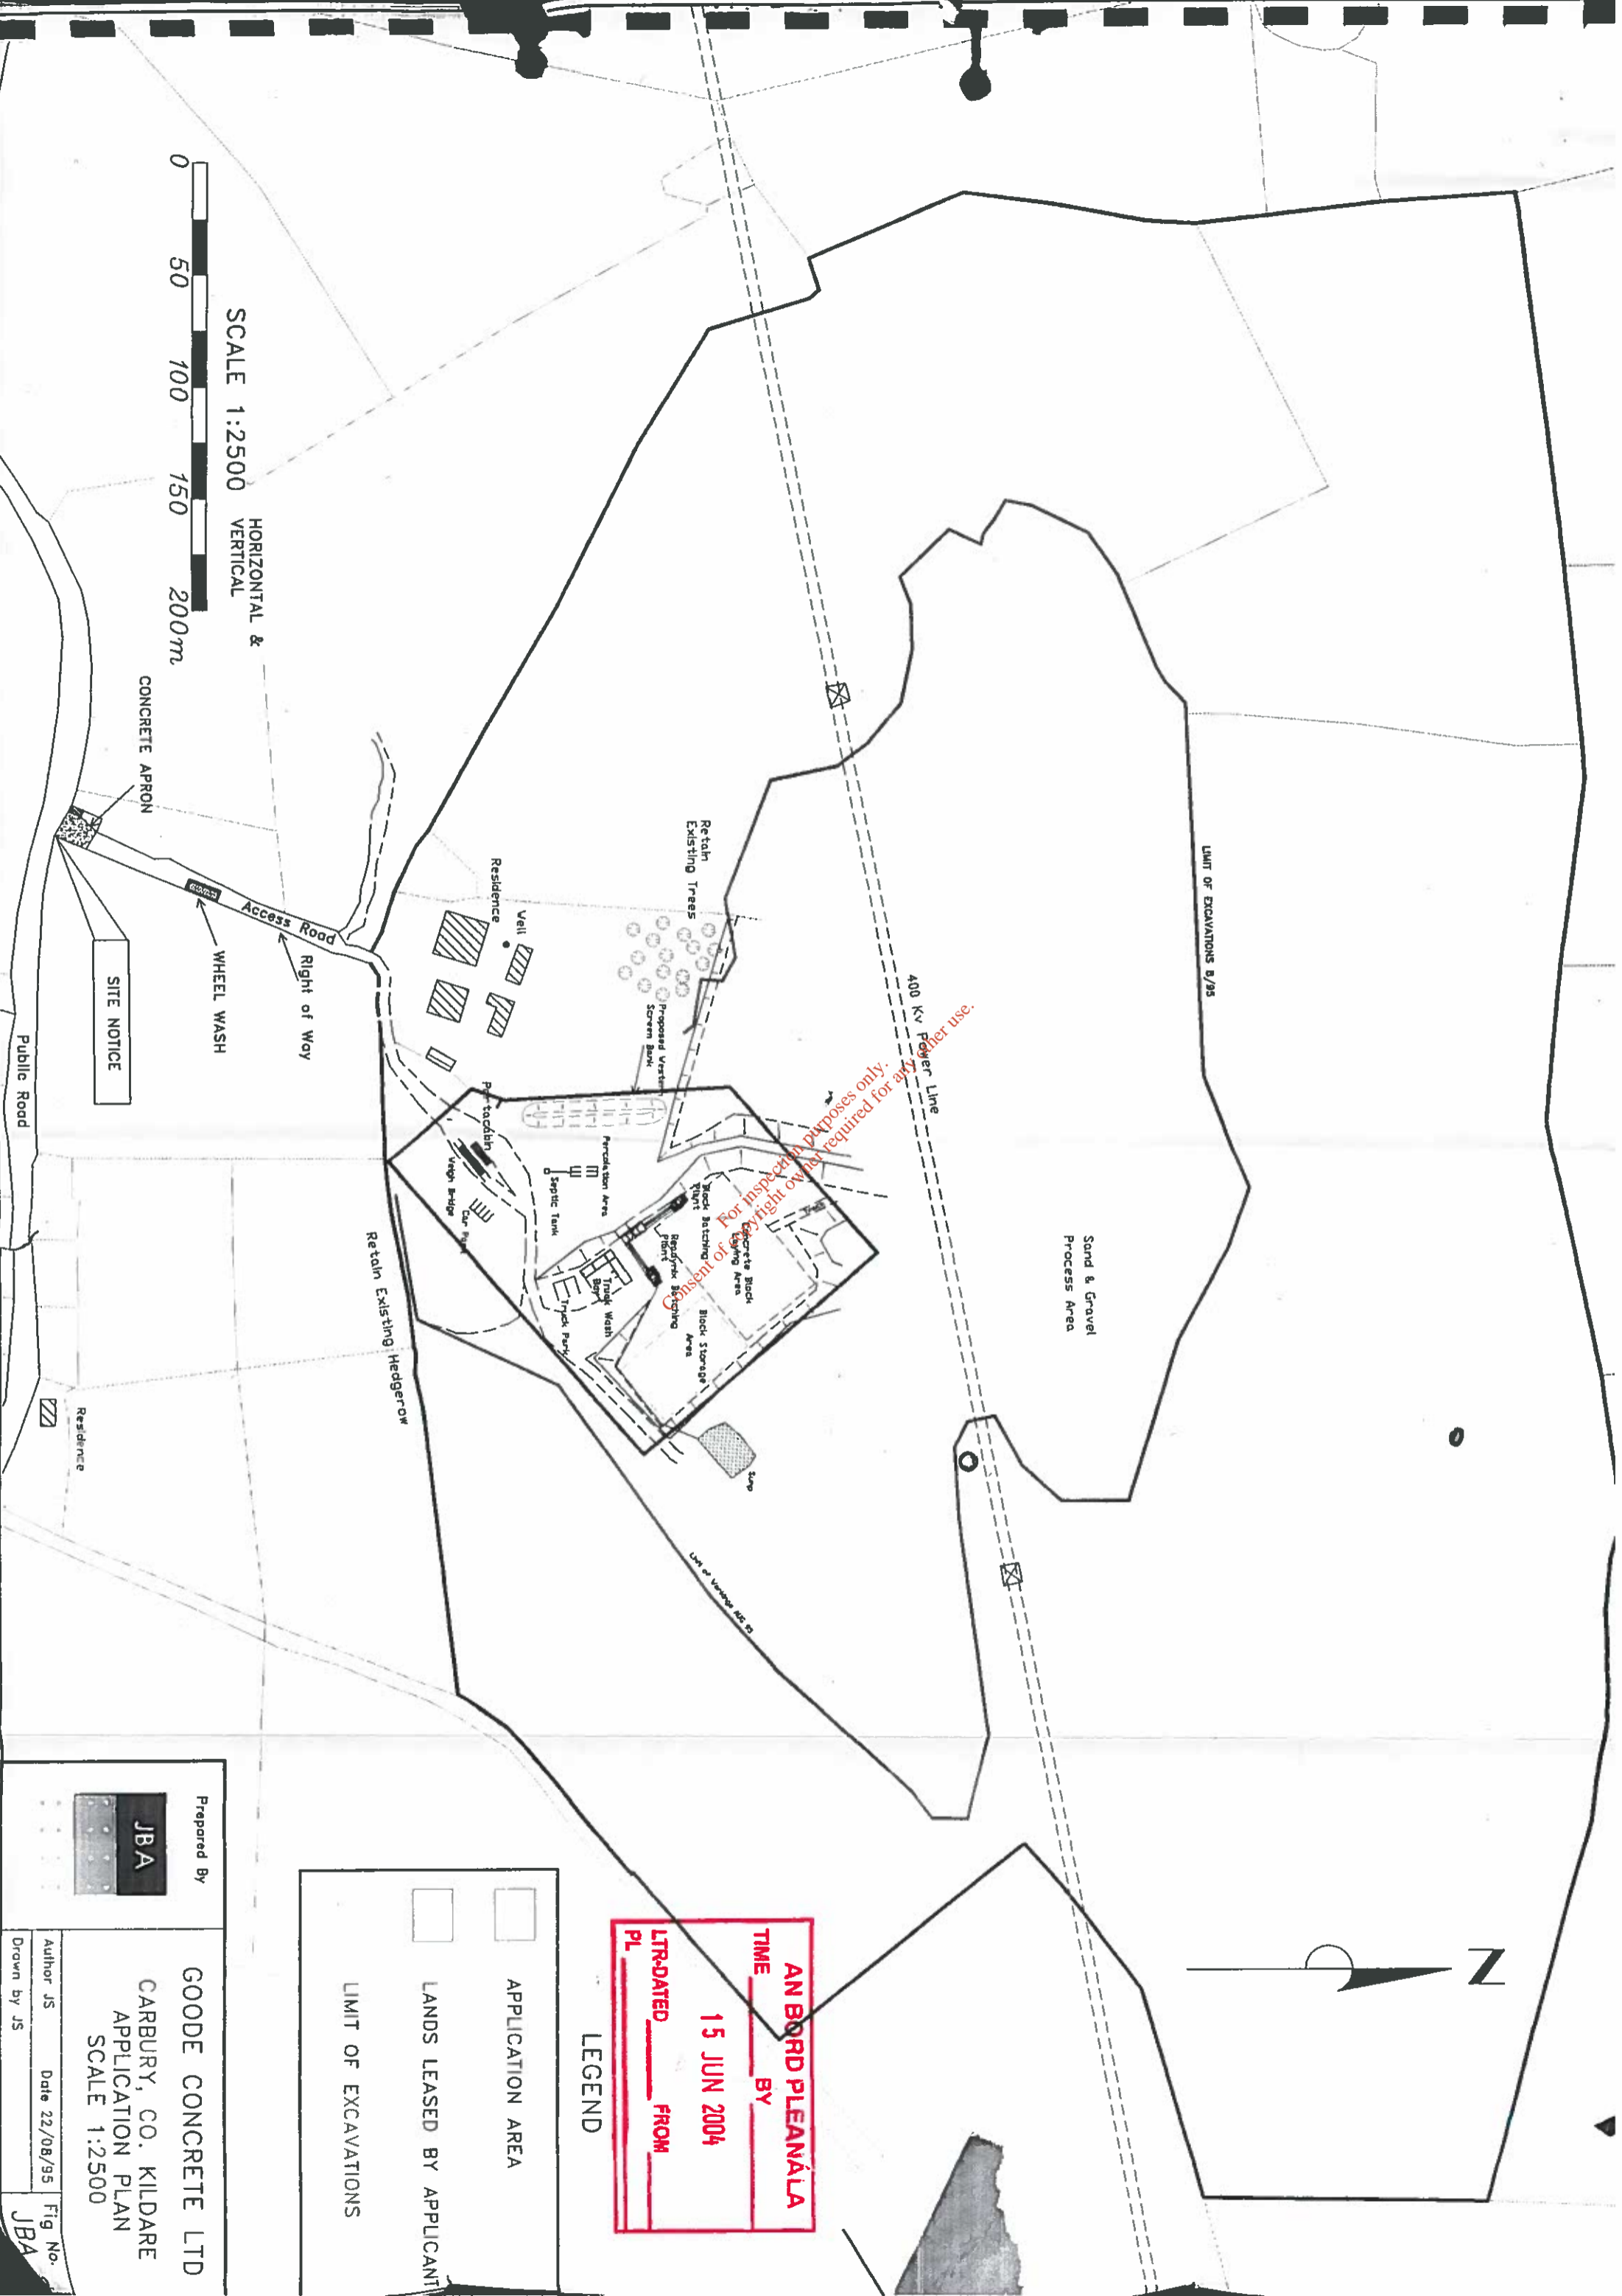 LIMIT OF EXCAVATIONS 8/95
Sand & Gravel
Process Area
400 Kv Power Line
Retain
Existing Trees
Proposed Western
Screen Bank
Residence
Well
Portacabin
Weigh Bridge
Car Park
Percolation Area
Septic Tank
Block Batching
Plant
Concrete Block
Laying Area
Readymix Batching
Plant
Block Storage
Area
Truck Wash
Bay
Truck Park
Sump
Retain Existing Hedgerow
Access Road
Right of Way
WHEEL WASH
CONCRETE APRON
SITE NOTICE
Public Road
Residence
SCALE 1:2500
HORIZONTAL &
VERTICAL
0 50 100 150 200m
N
For inspection purposes only.
Consent of copyright owner required for any other use.
AN BORD PLEANÁLA
TIME BY
15 JUN 2004
LTR-DATED FROM
PL
LEGEND
APPLICATION AREA
LANDS LEASED BY APPLICANT
LIMIT OF EXCAVATIONS
Prepared By
JBA
GOODE CONCRETE LTD
CARBURY, CO. KILDARE
APPLICATION PLAN
SCALE 1:2500
Author JS
Date 22/08/95
Fig No.
Drawn by JS
JBA